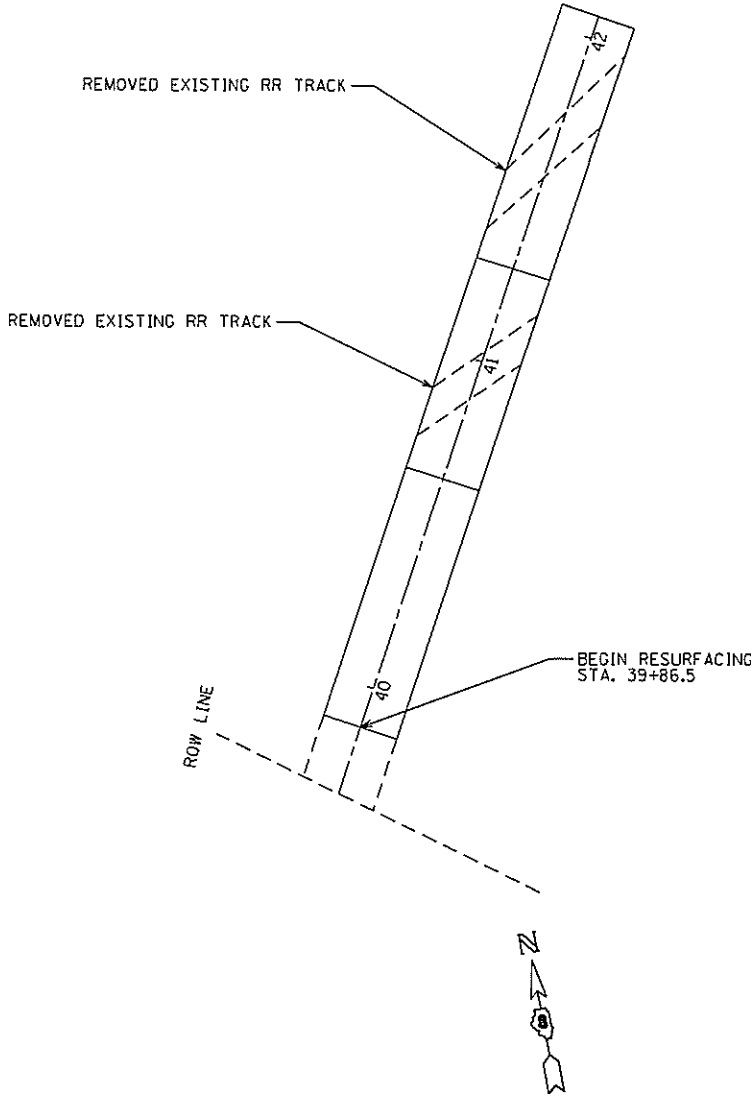 42
REMOVED EXISTING RR TRACK
REMOVED EXISTING RR TRACK
41
BEGIN RESURFACING
STA. 39+86.5
40
ROW LINE
N